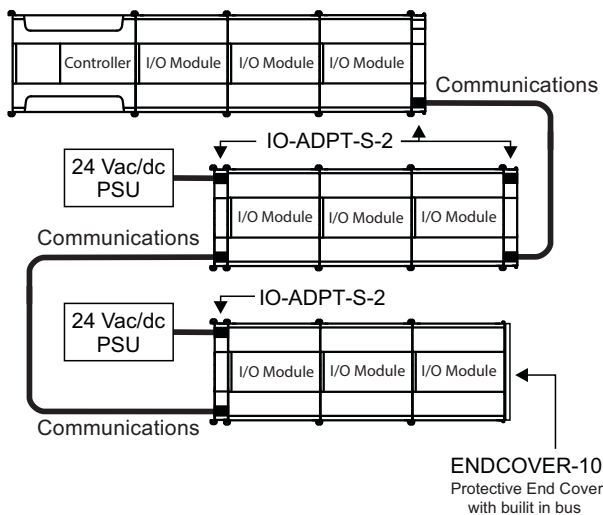 Controller I/O Module I/O Module I/O Module
Communications
IO-ADPT-S-2
24 Vac/dc
PSU
I/O Module I/O Module I/O Module
Communications
IO-ADPT-S-2
24 Vac/dc
PSU
I/O Module I/O Module I/O Module
Communications
ENDCOVER-10
Protective End Cover
with builit in bus